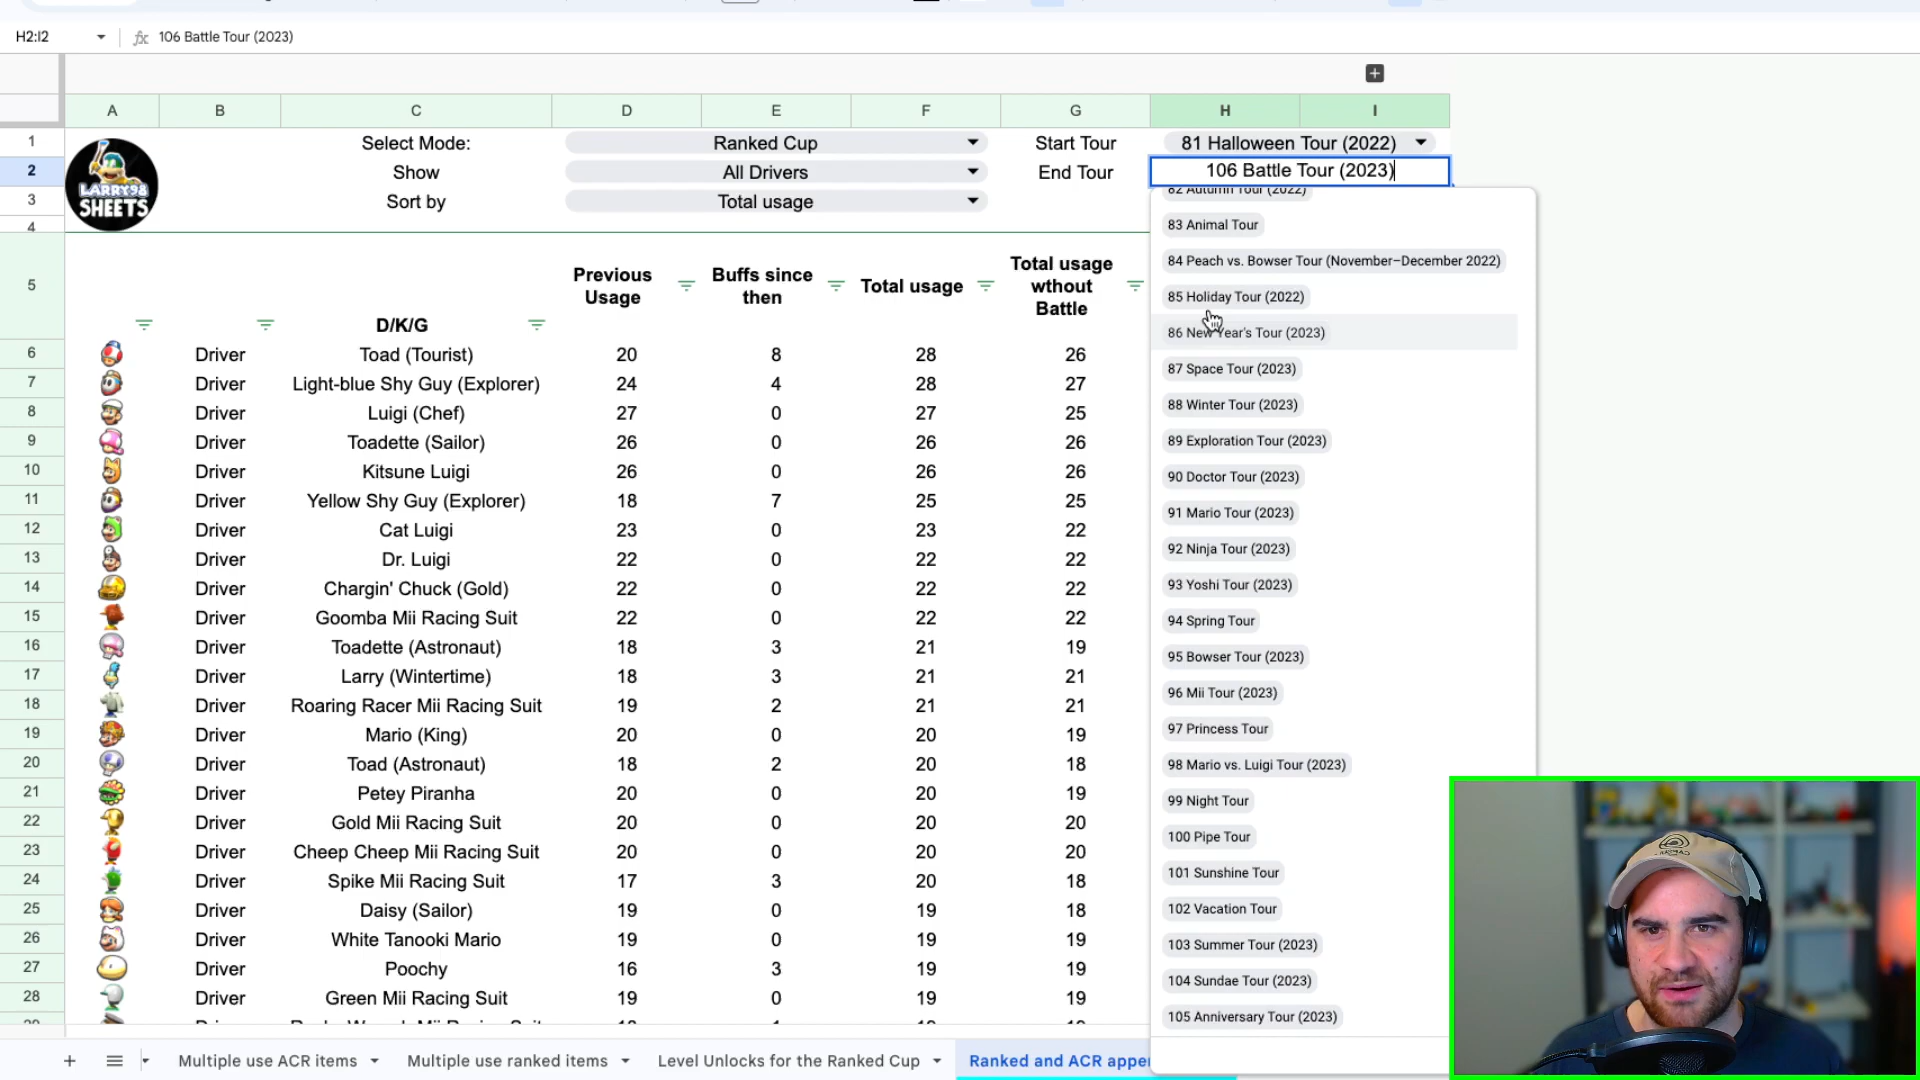 H2:I2 fx 106 Battle Tour (2023)
A B C D E F G H I
1 Select Mode: Ranked Cup Start Tour 81 Halloween Tour (2022)
2 Show All Drivers End Tour 106 Battle Tour (2023)
3 Sort by Total usage
4
LARRY98
SHEETS
82 Autumn Tour (2022)
83 Animal Tour
84 Peach vs. Bowser Tour (November–December 2022)
85 Holiday Tour (2022)
86 New Year's Tour (2023)
87 Space Tour (2023)
88 Winter Tour (2023)
89 Exploration Tour (2023)
90 Doctor Tour (2023)
91 Mario Tour (2023)
92 Ninja Tour (2023)
93 Yoshi Tour (2023)
94 Spring Tour
95 Bowser Tour (2023)
96 Mii Tour (2023)
97 Princess Tour
98 Mario vs. Luigi Tour (2023)
99 Night Tour
100 Pipe Tour
101 Sunshine Tour
102 Vacation Tour
103 Summer Tour (2023)
104 Sundae Tour (2023)
105 Anniversary Tour (2023)
5 D/K/G
Previous
Usage
Buffs since
then
Total usage
Total usage
wthout
Battle
6 Driver Toad (Tourist) 20 8 28 26
7 Driver Light-blue Shy Guy (Explorer) 24 4 28 27
8 Driver Luigi (Chef) 27 0 27 25
9 Driver Toadette (Sailor) 26 0 26 26
10 Driver Kitsune Luigi 26 0 26 26
11 Driver Yellow Shy Guy (Explorer) 18 7 25 25
12 Driver Cat Luigi 23 0 23 22
13 Driver Dr. Luigi 22 0 22 22
14 Driver Chargin' Chuck (Gold) 22 0 22 22
15 Driver Goomba Mii Racing Suit 22 0 22 22
16 Driver Toadette (Astronaut) 18 3 21 19
17 Driver Larry (Wintertime) 18 3 21 21
18 Driver Roaring Racer Mii Racing Suit 19 2 21 21
19 Driver Mario (King) 20 0 20 19
20 Driver Toad (Astronaut) 18 2 20 18
21 Driver Petey Piranha 20 0 20 19
22 Driver Gold Mii Racing Suit 20 0 20 20
23 Driver Cheep Cheep Mii Racing Suit 20 0 20 20
24 Driver Spike Mii Racing Suit 17 3 20 18
25 Driver Daisy (Sailor) 19 0 19 18
26 Driver White Tanooki Mario 19 0 19 19
27 Driver Poochy 16 3 19 19
28 Driver Green Mii Racing Suit 19 0 19 19
Multiple use ACR items Multiple use ranked items Level Unlocks for the Ranked Cup Ranked and ACR appe